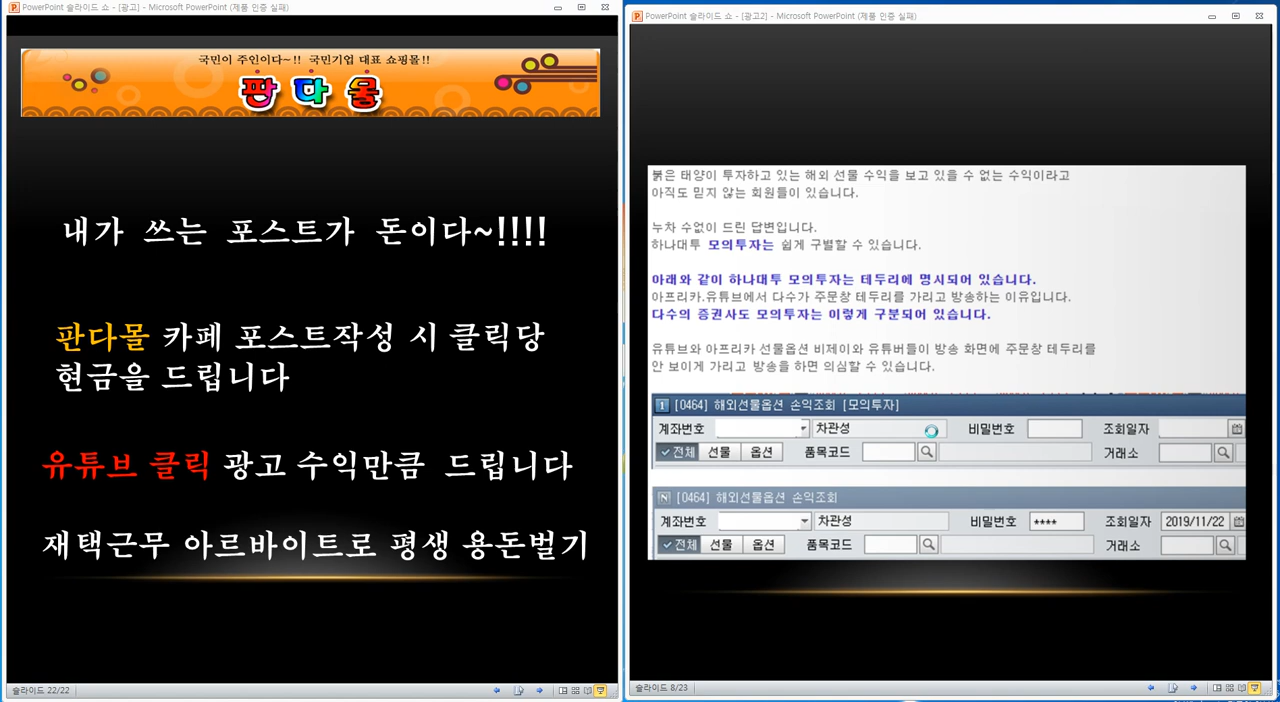 PowerPoint 슬라이드 쇼 - [광고] - Microsoft PowerPoint (제품 인증 실패)
국민이 주인이다~!! 국민기업 대표 쇼핑몰!!
판다몰
내가 쓰는 포스트가 돈이다~!!!!
판다몰 카페 포스트작성 시 클릭당
현금을 드립니다
유튜브 클릭 광고 수익만큼 드립니다
재택근무 아르바이트로 평생 용돈벌기
슬라이드 22/22
PowerPoint 슬라이드 쇼 - [광고2] - Microsoft PowerPoint (제품 인증 실패)
붉은 태양이 투자하고 있는 해외 선물 수익을 보고 있을 수 없는 수익이라고
아직도 믿지 않는 회원들이 있습니다.
누차 수없이 드린 답변입니다.
하나대투 모의투자는 쉽게 구별할 수 있습니다.
아래와 같이 하나대투 모의투자는 테두리에 명시되어 있습니다.
아프리카.유튜브에서 다수가 주문창 테두리를 가리고 방송하는 이유입니다.
다수의 증권사도 모의투자는 이렇게 구분되어 있습니다.
유튜브와 아프리카 선물옵션 비제이와 유튜버들이 방송 화면에 주문창 테두리를
안 보이게 가리고 방송을 하면 의심할 수 있습니다.
1 [0464] 해외선물옵션 손익조회 [모의투자]
계좌번호 차관성 비밀번호 조회일자
전체 선물 옵션 품목코드 거래소
N [0464] 해외선물옵션 손익조회
계좌번호 차관성 비밀번호 **** 조회일자 2019/11/22
전체 선물 옵션 품목코드 거래소
슬라이드 8/23